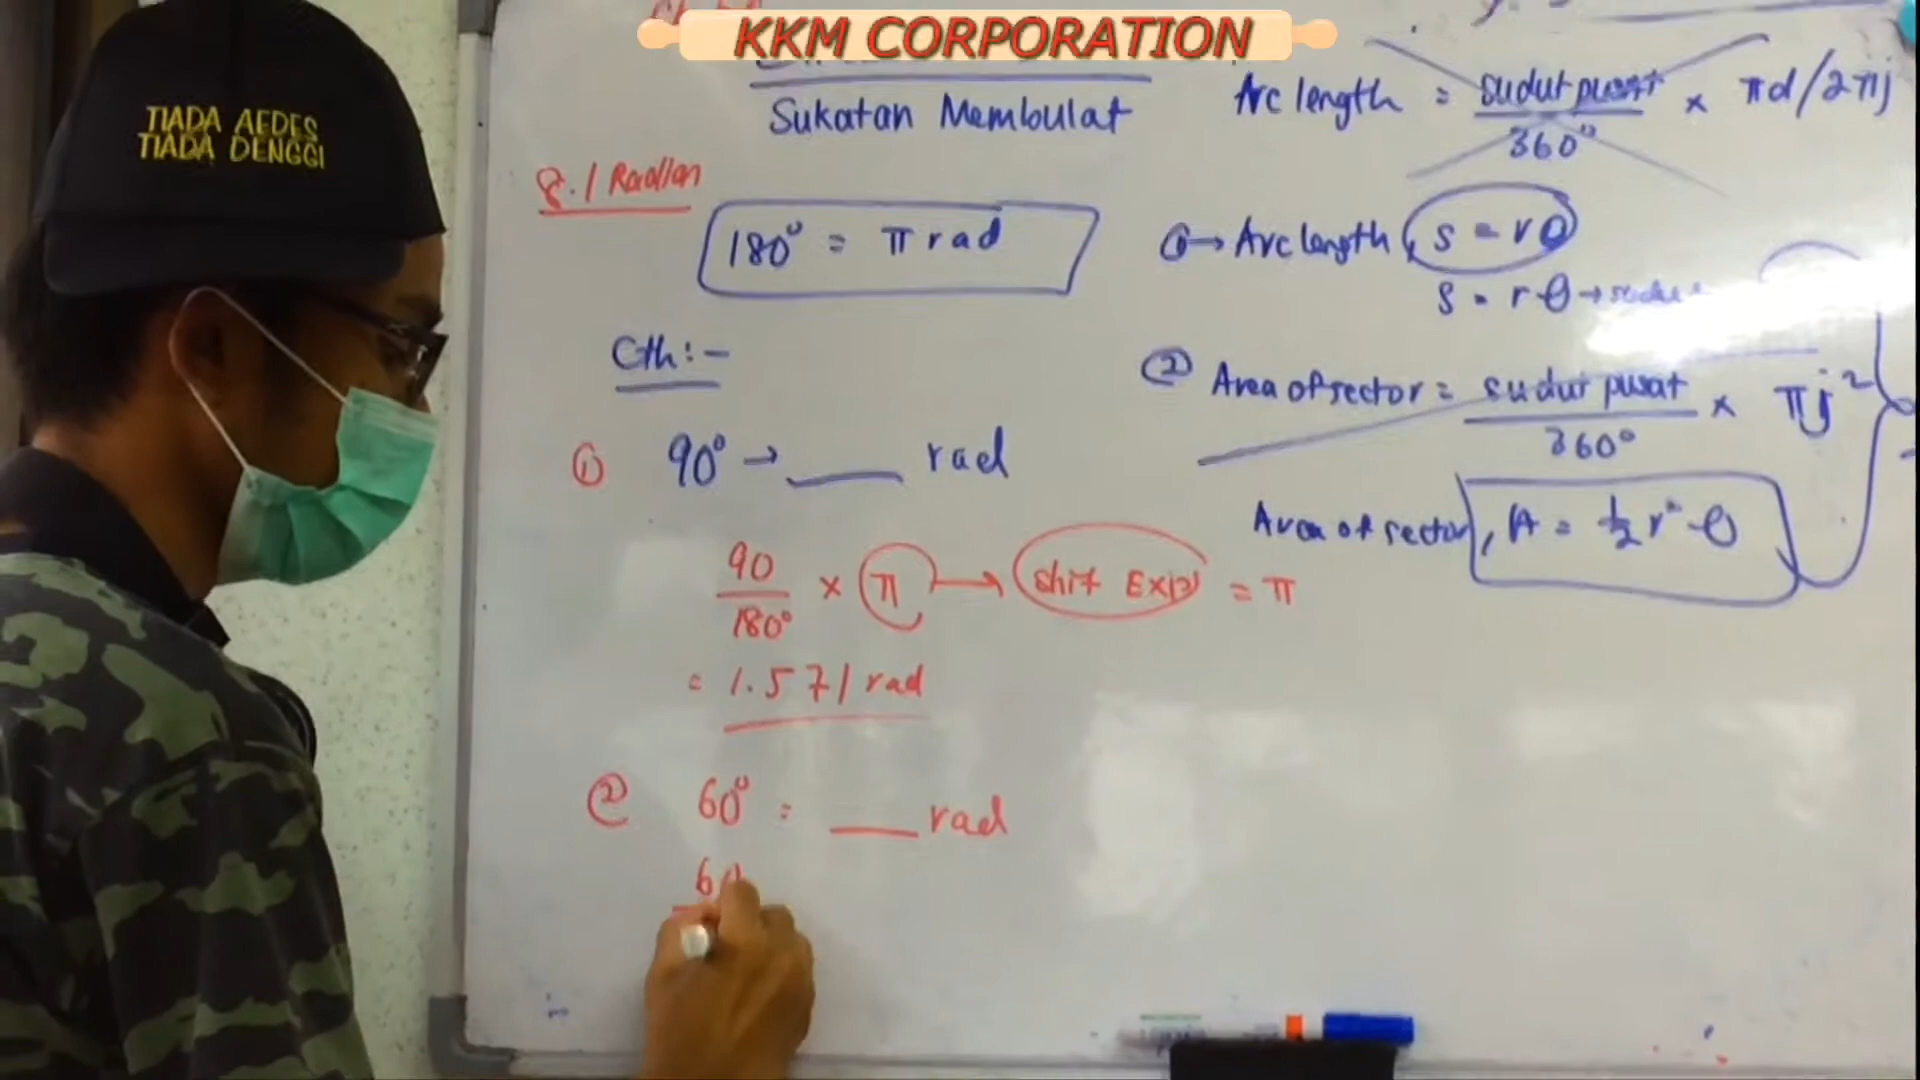 KKM CORPORATION
TIADA AEDES
TIADA DENGGI
Sukatan Membulat
8.1 Radian
180° = π rad
Cth:-
① 90° → ___ rad
90/180° × π → shift Exp = π
= 1.571 rad
② 60° = ___ rad
60
Arc length = sudut pusat/360° × πd/2πj
① → Arc length, s = rθ
s = rθ →
② Area of sector = sudut pusat/360° × πj²
Area of sector, A = ½ r² θ